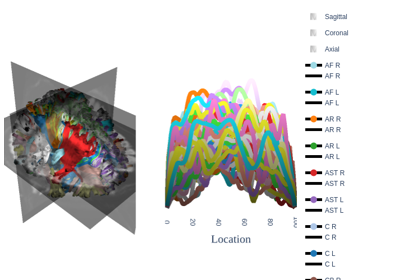 Sagittal
Coronal
Axial
AF R
AF R
AF L
AF L
AR R
AR R
AR L
AR L
AST R
AST R
AST L
AST L
C R
C R
C L
C L
0
20
40
60
80
Location